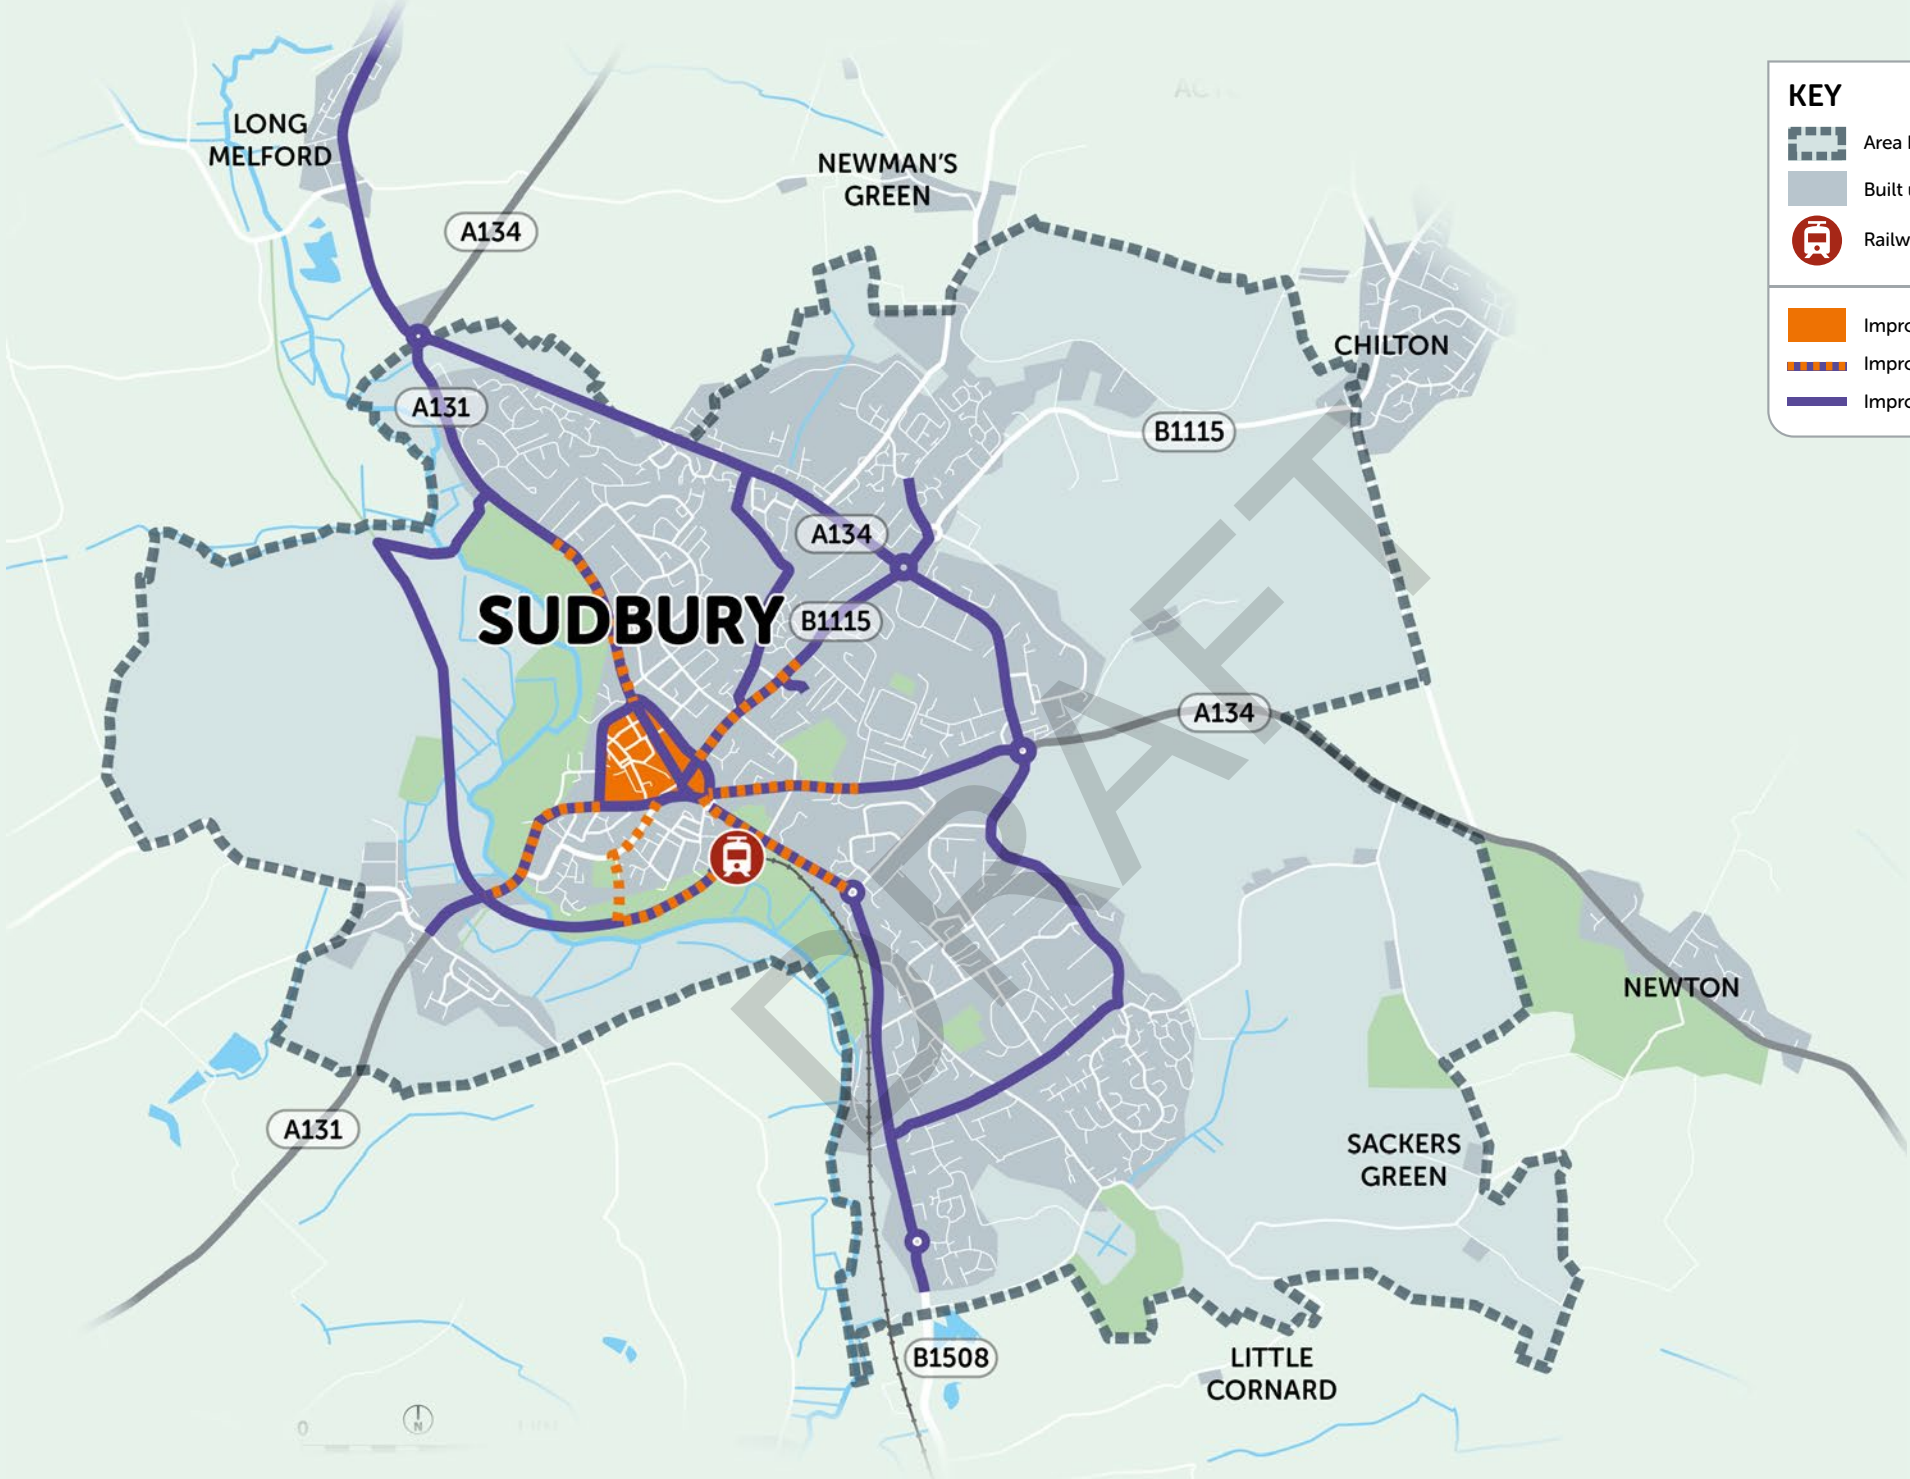 LONG
MELFORD
A134
NEWMAN'S
GREEN
KEY
Area
Built
Railw
Impro
Impro
Impro
CHILTON
A131
B1115
A134
SUDBURY
B1115
A134
DRAFT
NEWTON
A131
SACKERS
GREEN
B1508
LITTLE
CORNARD
0
N